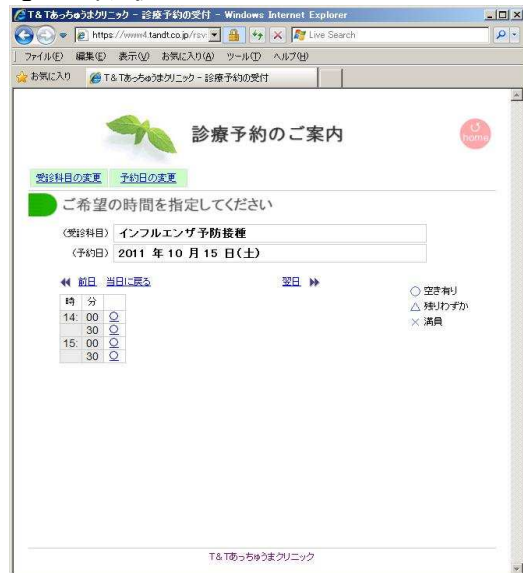 T&Tあっちゅうまクリニック - 診療予約の受付 - Windows Internet Explorer
https://www4.tandt.co.jp/rsv
Live Search
ファイル(F) 編集(E) 表示(V) お気に入り(A) ツール(T) ヘルプ(H)
お気に入り T&Tあっちゅうまクリニック - 診療予約の受付
診療予約のご案内
home
受診科目の変更 予約日の変更
ご希望の時間を指定してください
(受診科目) インフルエンザ予防接種
(予約日) 2011 年 10 月 15 日(土)
前日 当日に戻る 翌日
○ 空き有り
△ 残りわずか
× 満員
時 分
14: 00 ○
30 ○
15: 00 ○
30 ○
T&Tあっちゅうまクリニック